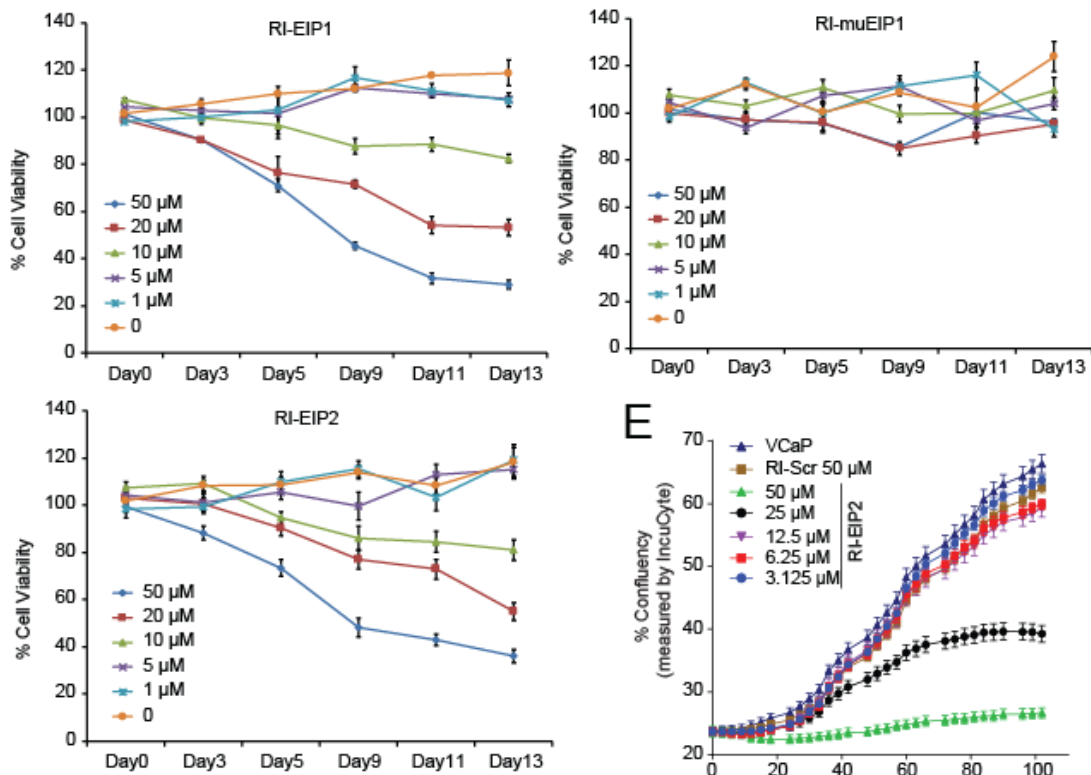 RI-EIP1
140
120
100
80
60
40
20
0
% Cell Viability
50 µM
20 µM
10 µM
5 µM
1 µM
0
Day0 Day3 Day5 Day9 Day11 Day13
RI-muEIP1
140
120
100
80
60
40
20
0
% Cell Viability
50 µM
20 µM
10 µM
5 µM
1 µM
0
Day0 Day3 Day5 Day9 Day11 Day13
RI-EIP2
140
120
100
80
60
40
20
0
% Cell Viability
50 µM
20 µM
10 µM
5 µM
1 µM
0
Day0 Day3 Day5 Day9 Day11 Day13
E
70
60
50
40
30
20
% Confluency
(measured by IncuCyte)
VCaP
RI-Scr 50 µM
50 µM
25 µM
12.5 µM
6.25 µM
3.125 µM
RI-EIP2
0 20 40 60 80 100